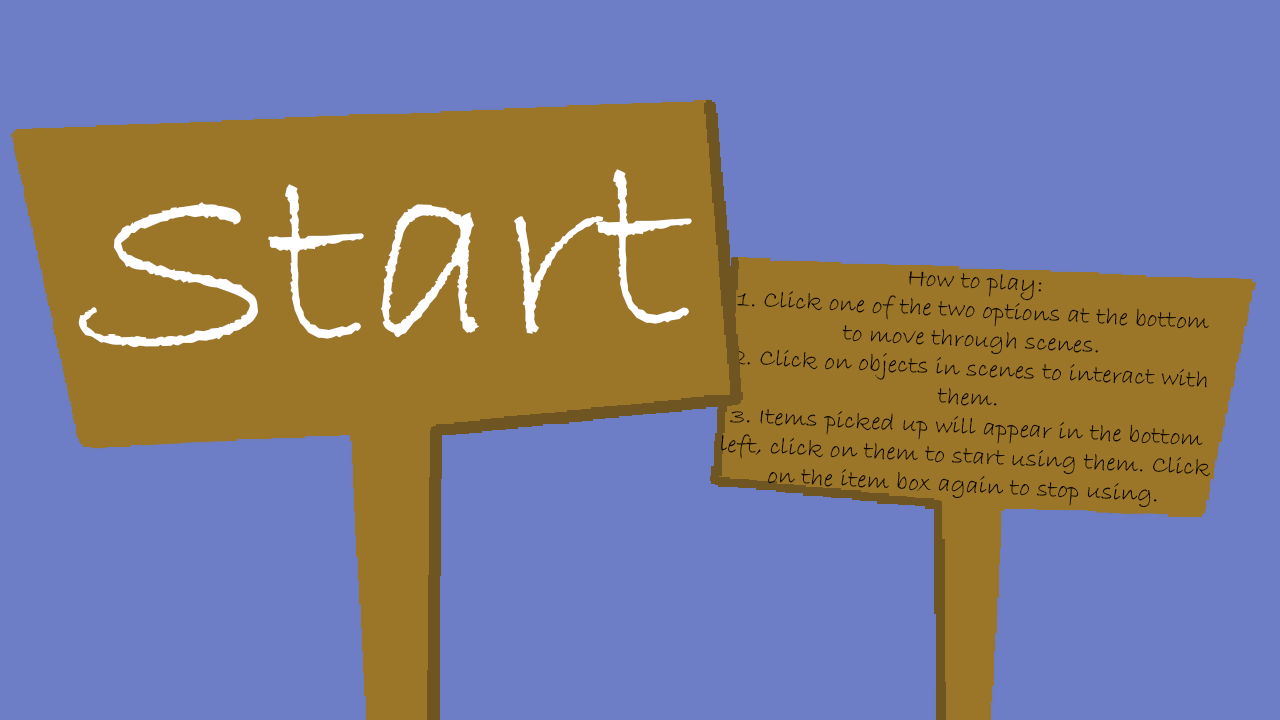 Start
How to play:
1. Click one of the two options at the bottom
to move through scenes.
2. Click on objects in scenes to interact with
them.
3. Items picked up will appear in the bottom
left, click on them to start using them. Click
on the item box again to stop using.